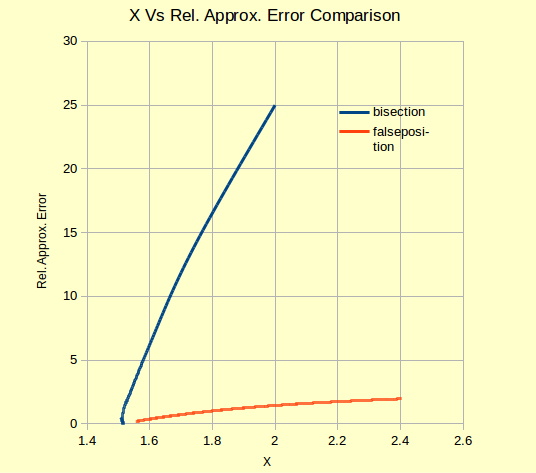 X Vs Rel. Approx. Error Comparison
30
25
20
15
10
5
0
Rel. Approx. Error
bisection
falseposi-
tion
1.4 1.6 1.8 2 2.2 2.4 2.6
X